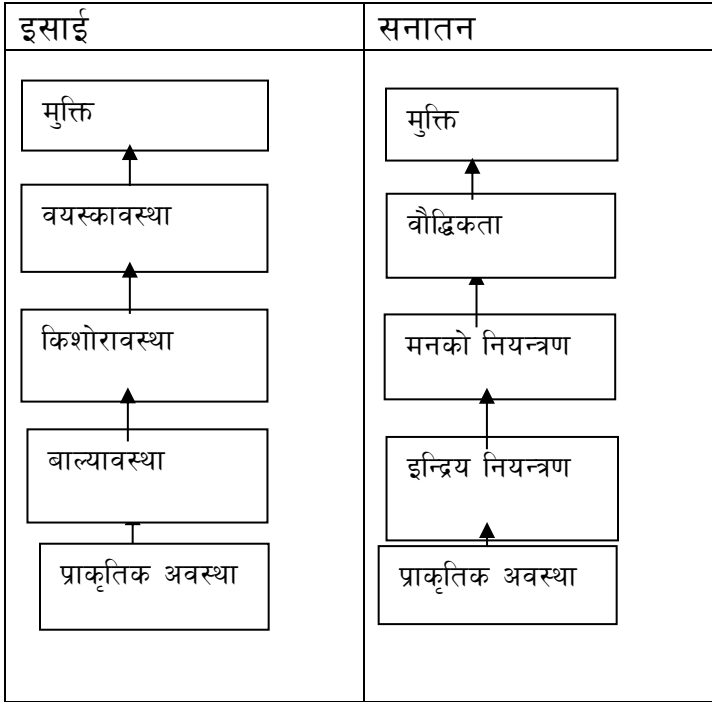 इसाई
मुक्ति
वयस्कावस्था
किशोरावस्था
बाल्यावस्था
प्राकृतिक अवस्था
सनातन
मुक्ति
वौद्धिकता
मनको नियन्त्रण
इन्द्रिय नियन्त्रण
प्राकृतिक अवस्था